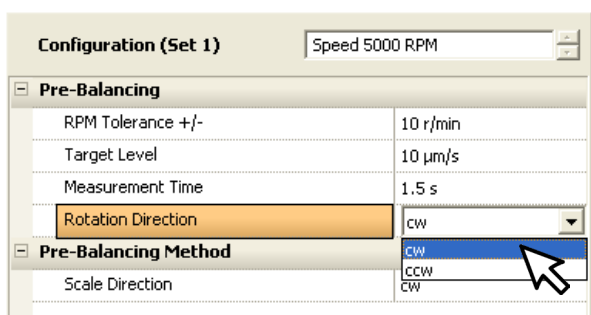 Configuration (Set 1) Speed 5000 RPM
Pre-Balancing
RPM Tolerance +/- 10 r/min
Target Level 10 µm/s
Measurement Time 1.5 s
Rotation Direction cw
Pre-Balancing Method cw
ccw
Scale Direction cw